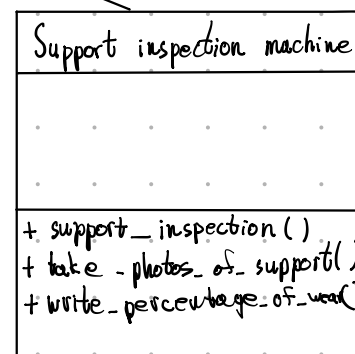 Support inspection machine
+ support_inspection()
+ take_photos_of_support(
+ write_percentage_of_wear(